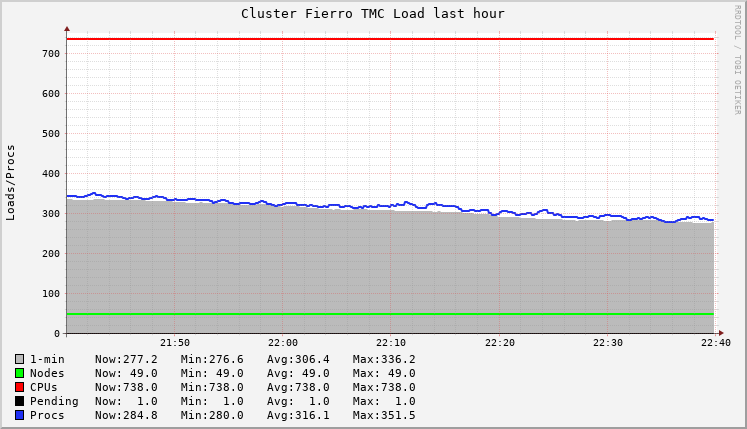 Cluster Fierro TMC Load last hour
RRDTOOL / TOBI OETIKER
Loads/Procs
700
600
500
400
300
200
100
0
21:50 22:00 22:10 22:20 22:30 22:40
1-min Now:277.2 Min:276.6 Avg:306.4 Max:336.2
Nodes Now: 49.0 Min: 49.0 Avg: 49.0 Max: 49.0
CPUs Now:738.0 Min:738.0 Avg:738.0 Max:738.0
Pending Now: 1.0 Min: 1.0 Avg: 1.0 Max: 1.0
Procs Now:284.8 Min:280.0 Avg:316.1 Max:351.5